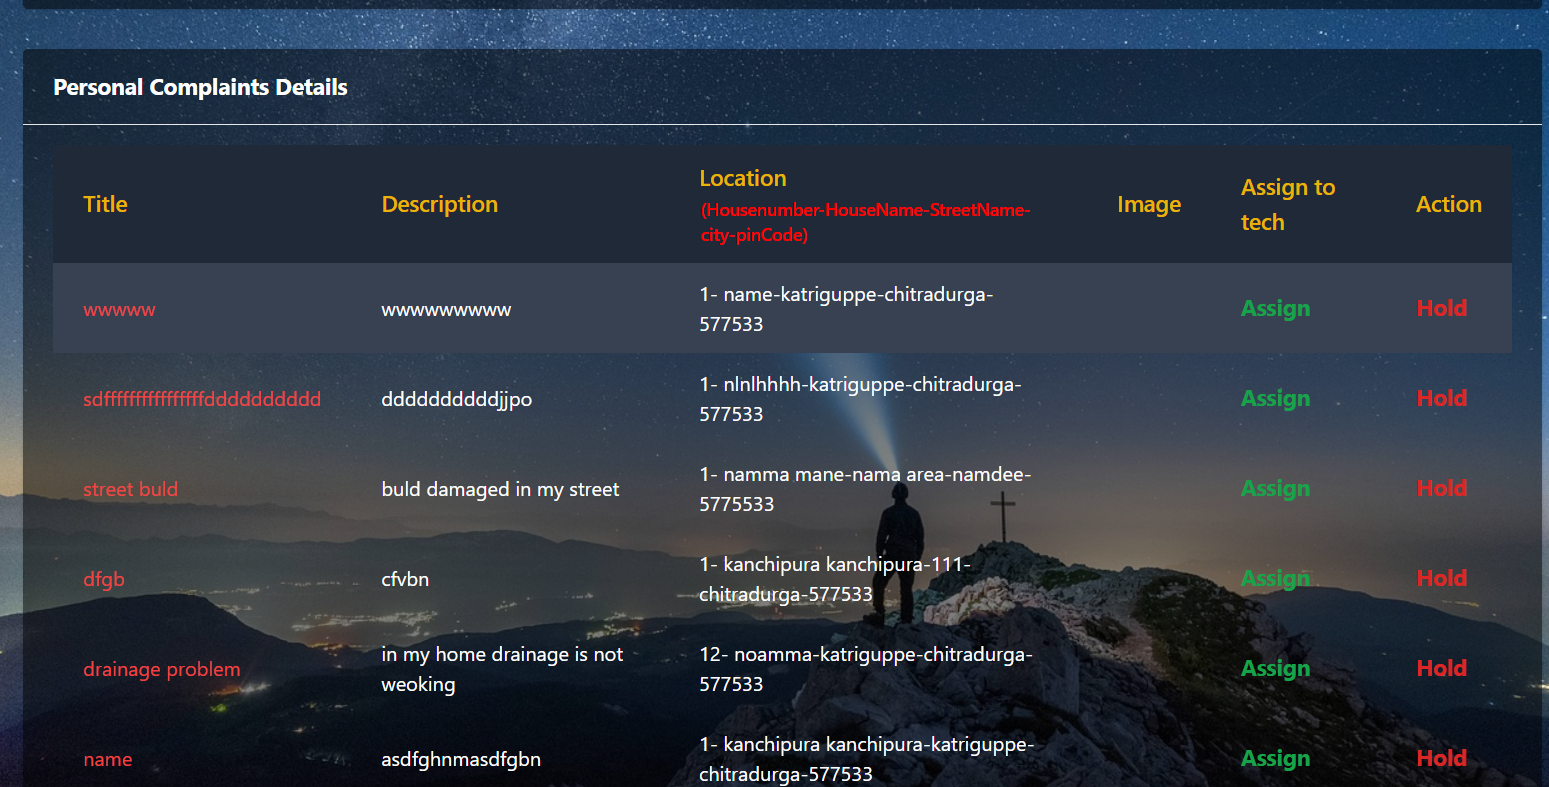 Personal Complaints Details
Title
Description
Location
(Housenumber-HouseName-StreetName-
city-pinCode)
Image
Assign to
tech
Action
wwwww
wwwwwwwww
1- name-katriguppe-chitradurga-
577533
Assign
Hold
sdffffffffffffffffdddddddddd
ddddddddddjjpo
1- nlnlhhhh-katriguppe-chitradurga-
577533
Assign
Hold
street buld
buld damaged in my street
1- namma mane-nama area-namdee-
5775533
Assign
Hold
dfgb
cfvbn
1- kanchipura kanchipura-111-
chitradurga-577533
Assign
Hold
drainage problem
in my home drainage is not
weoking
12- noamma-katriguppe-chitradurga-
577533
Assign
Hold
name
asdfghnmasdfgbn
1- kanchipura kanchipura-katriguppe-
chitradurga-577533
Assign
Hold